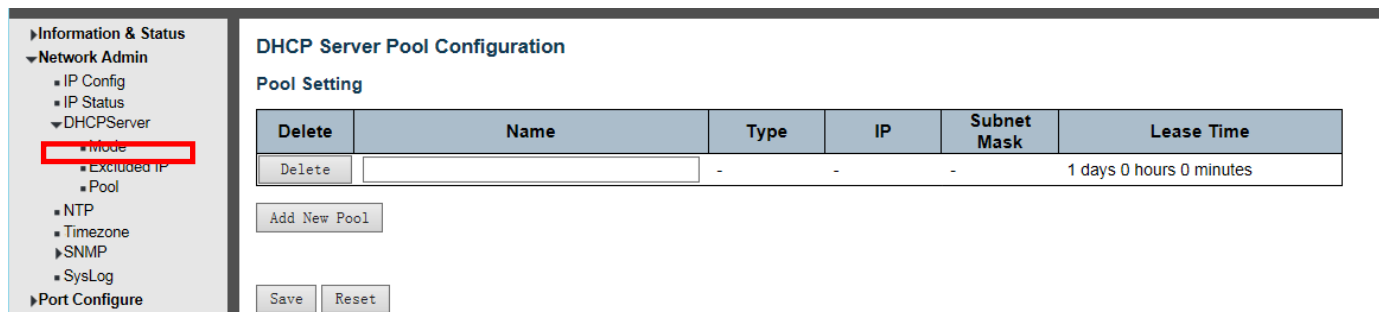 Information & Status
Network Admin
IP Config
IP Status
DHCPServer
Mode
Excluded IP
Pool
NTP
Timezone
SNMP
SysLog
Port Configure
DHCP Server Pool Configuration
Pool Setting
Delete Name Type IP Subnet Mask Lease Time
Delete - - - 1 days 0 hours 0 minutes
Add New Pool
Save Reset